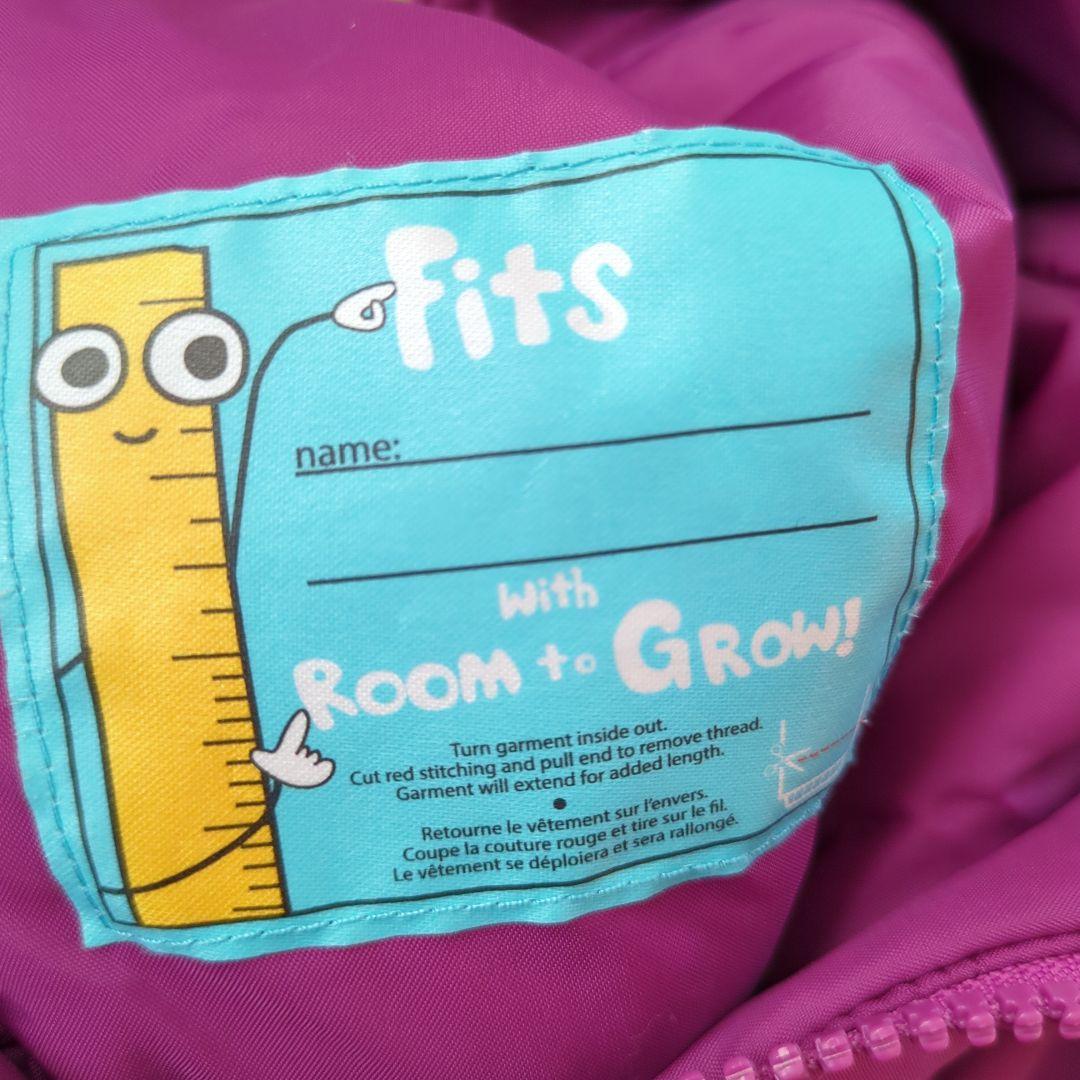 fits
name:
with
ROOM to GROW!
Turn garment inside out.
Cut red stitching and pull end to remove thread.
Garment will extend for added length.
•
Retourne le vêtement sur l'envers.
Coupe la couture rouge et tire sur le fil.
Le vêtement se déploiera et sera rallongé.